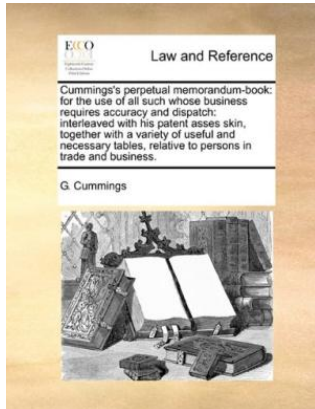 ECCO
Law and Reference
Cummings's perpetual memorandum-book:
for the use of all such whose business
requires accuracy and dispatch:
interleaved with his patent asses skin,
together with a variety of useful and
necessary tables, relative to persons in
trade and business.
G. Cummings